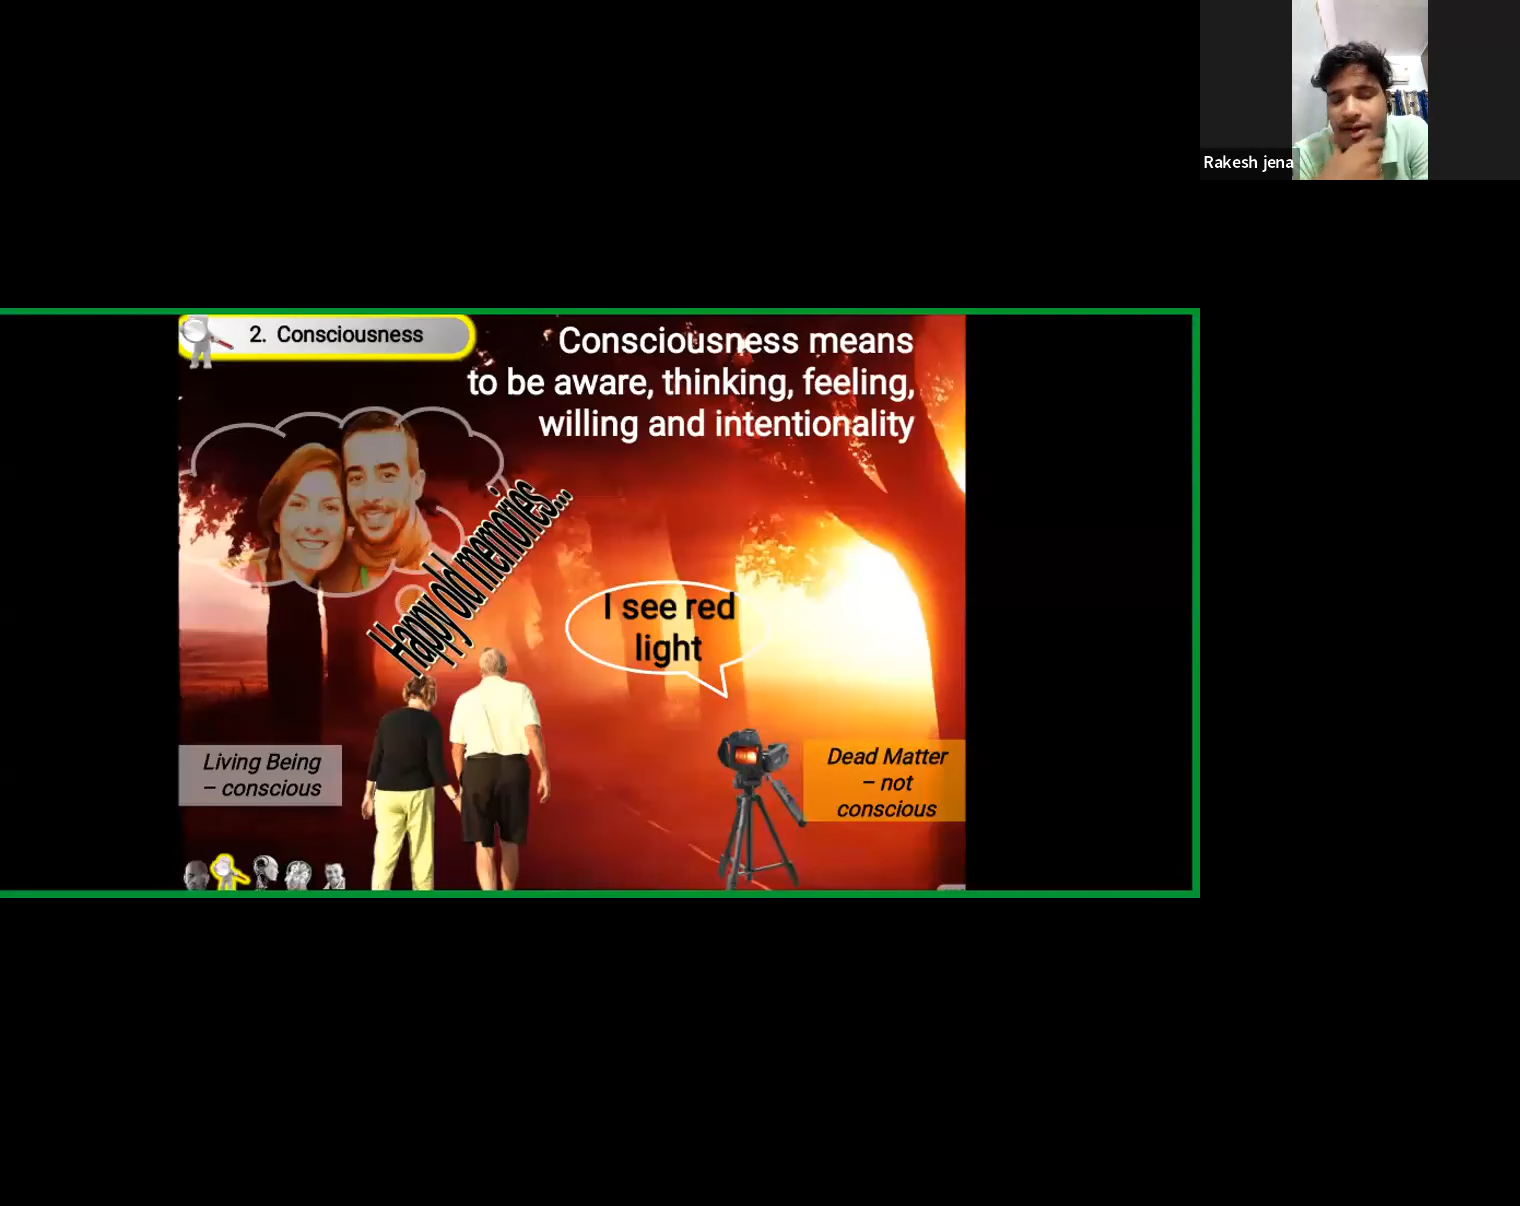 Rakesh jena
2. Consciousness
Consciousness means
to be aware, thinking, feeling,
willing and intentionality
Happy old memories...
I see red
light
Living Being
– conscious
Dead Matter
– not
conscious